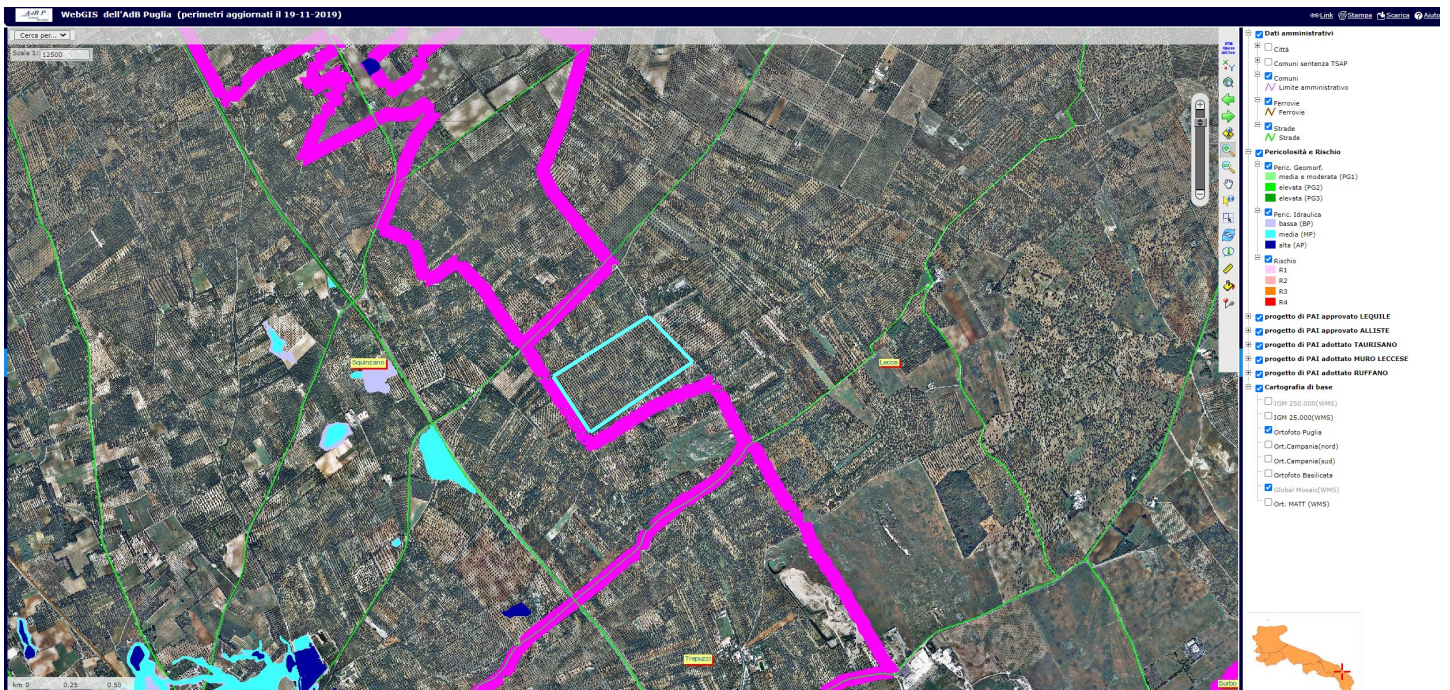 AdB P
WebGIS dell'AdB Puglia (perimetri aggiornati il 19-11-2019)
Link Stampa Scarica Aiuto
Cerca per...
Scala 1: 12500
Squinzano
Lecce
Trepuzzi
Surbo
km 0 0.25 0.50
Dati amministrativi
Città
Comuni sentenza TSAP
Comuni
Limite amministrativo
Ferrovie
Ferrovie
Strade
Strade
Pericolosità e Rischio
Peric. Geomorf.
media e moderata (PG1)
elevata (PG2)
elevata (PG3)
Peric. Idraulica
bassa (BP)
media (MP)
alta (AP)
Rischio
R1
R2
R3
R4
progetto di PAI approvato LEQUILE
progetto di PAI approvato ALLISTE
progetto di PAI adottato TAURISANO
progetto di PAI adottato MURO LECCESE
progetto di PAI adottato RUFFANO
Cartografia di base
IGM 250.000(WMS)
IGM 25.000(WMS)
Ortofoto Puglia
Ort.Campania(nord)
Ort.Campania(sud)
Ortofoto Basilicata
Global Mosaic(WMS)
Ort. MATT (WMS)